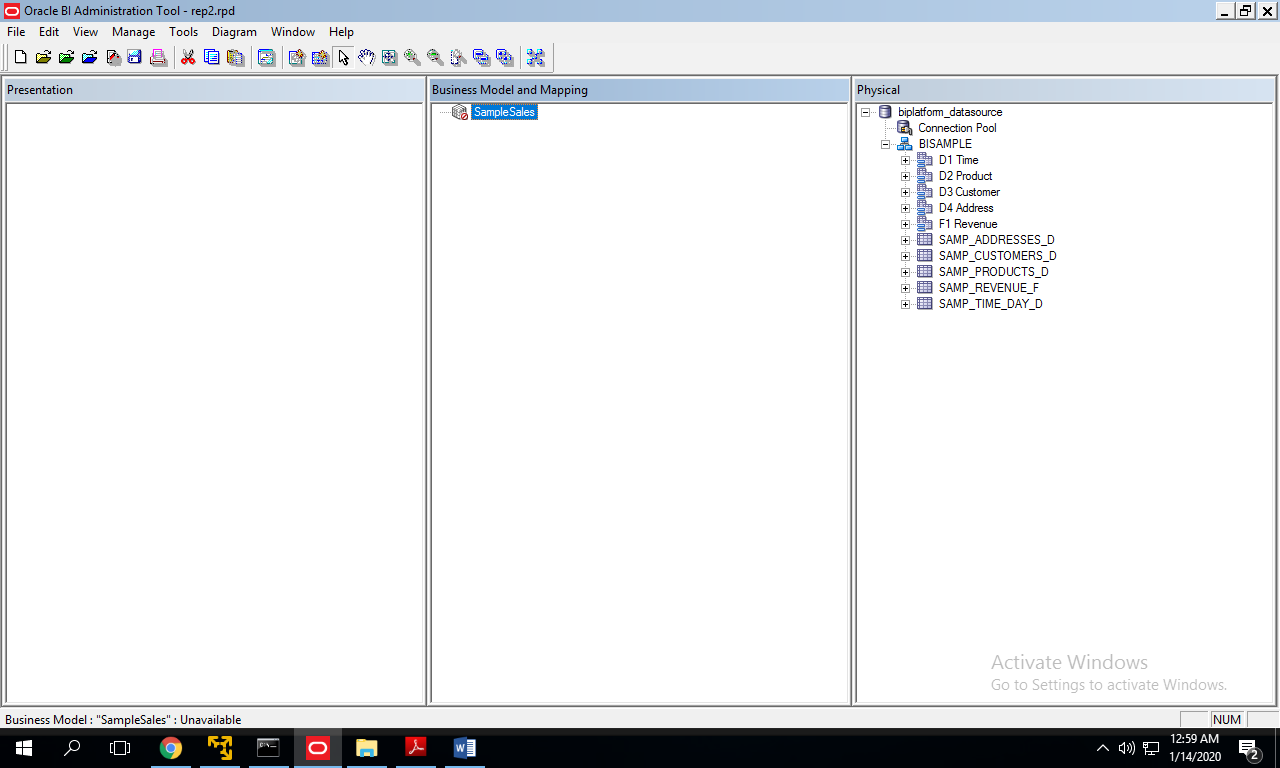 Oracle BI Administration Tool - rep2.rpd
File Edit View Manage Tools Diagram Window Help
Presentation
Business Model and Mapping
SampleSales
Physical
biplatform_datasource
Connection Pool
BISAMPLE
D1 Time
D2 Product
D3 Customer
D4 Address
F1 Revenue
SAMP_ADDRESSES_D
SAMP_CUSTOMERS_D
SAMP_PRODUCTS_D
SAMP_REVENUE_F
SAMP_TIME_DAY_D
Activate Windows
Go to Settings to activate Windows.
Business Model : "SampleSales" : Unavailable
NUM
12:59 AM
1/14/2020
2